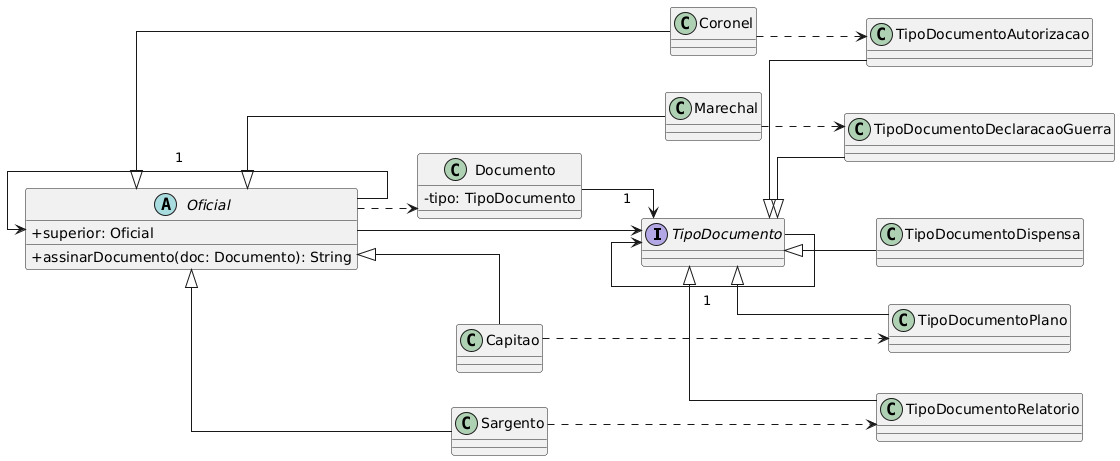 C Coronel
C TipoDocumentoAutorizacao
C Marechal
C TipoDocumentoDeclaracaoGuerra
1
C Documento
-tipo: TipoDocumento
1
A Oficial
+superior: Oficial
+assinarDocumento(doc: Documento): String
I TipoDocumento
C TipoDocumentoDispensa
1
C TipoDocumentoPlano
C Capitao
C TipoDocumentoRelatorio
C Sargento